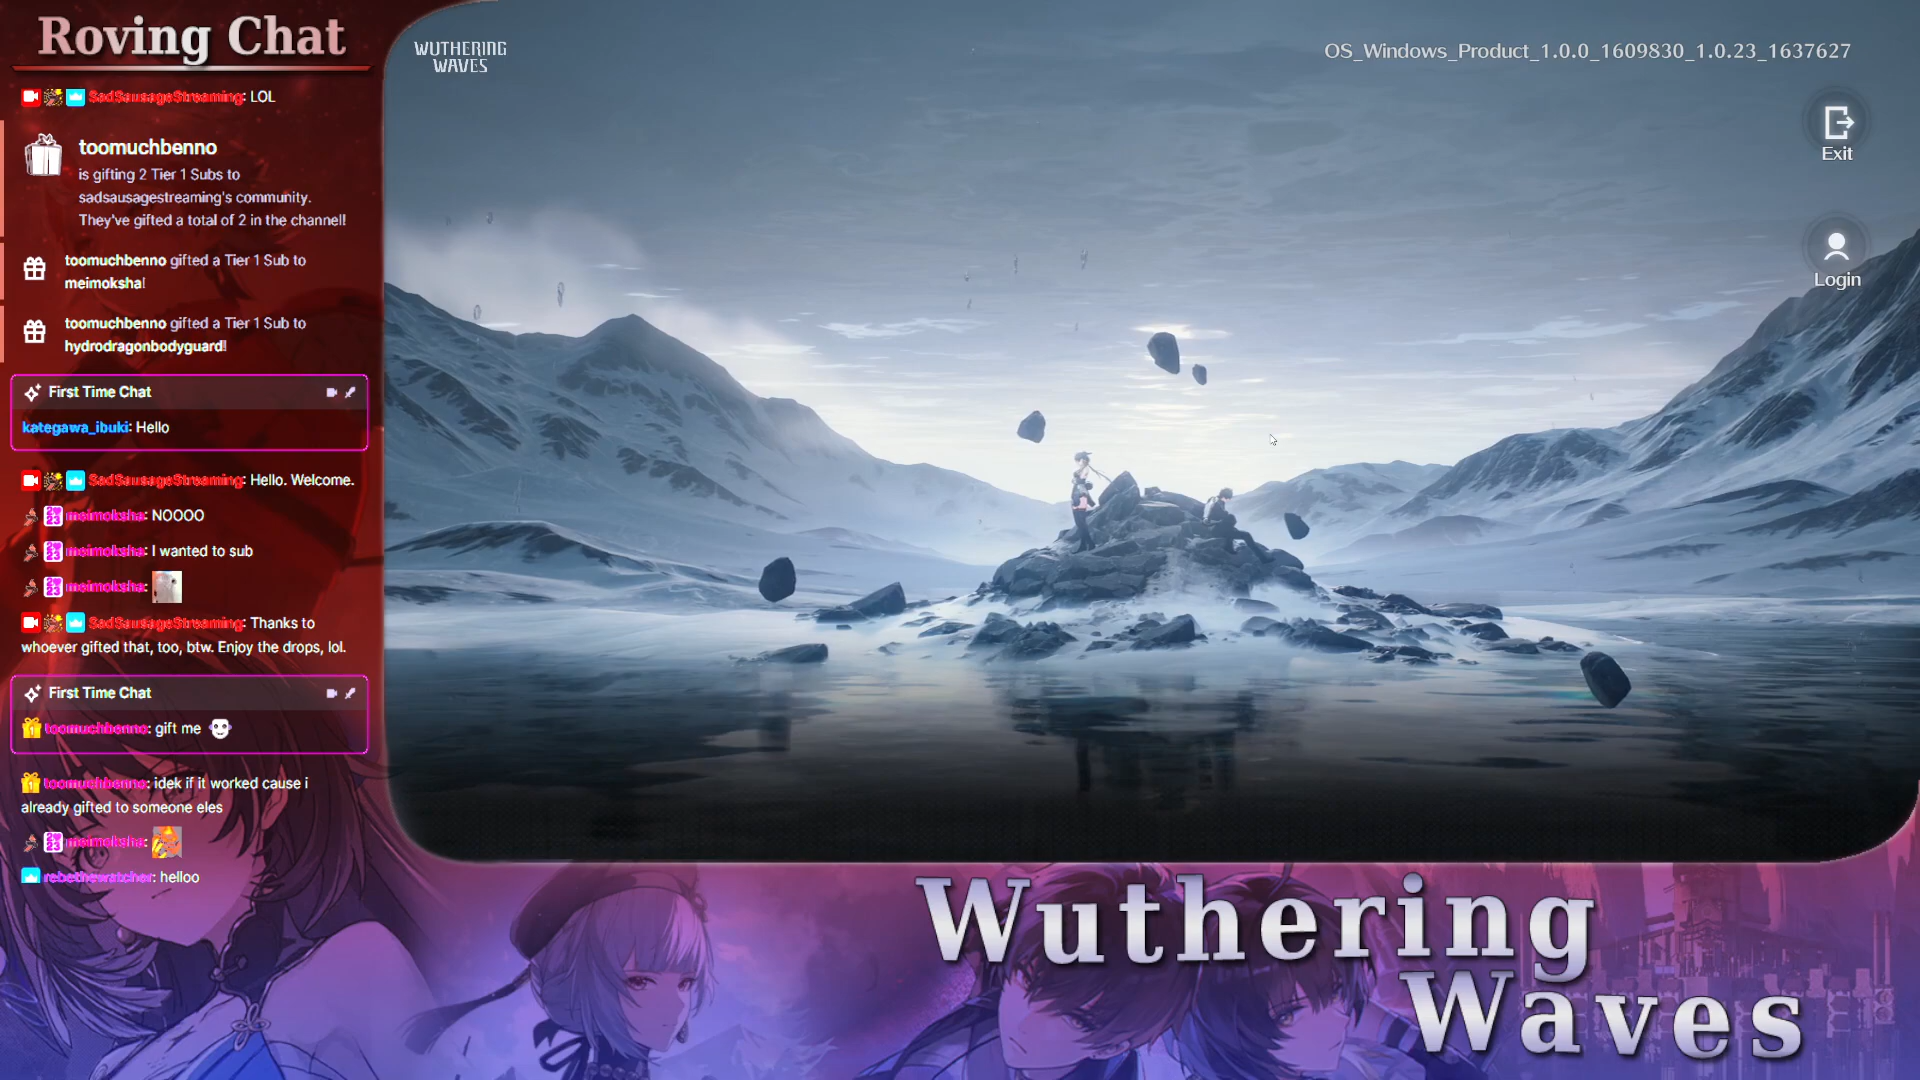 Roving Chat
SadSausageStreaming: LOL
toomuchbenno
is gifting 2 Tier 1 Subs to
sadsausagestreaming's community.
They've gifted a total of 2 in the channel!
toomuchbenno gifted a Tier 1 Sub to
meimoksha!
toomuchbenno gifted a Tier 1 Sub to
hydrodragonbodyguard!
First Time Chat
kategawa_ibuki: Hello
SadSausageStreaming: Hello. Welcome.
meimoksha: NOOOO
meimoksha: I wanted to sub
meimoksha:
SadSausageStreaming: Thanks to
whoever gifted that, too, btw. Enjoy the drops, lol.
First Time Chat
toomuchbenno: gift me
toomuchbenno: idek if it worked cause i
already gifted to someone eles
meimoksha:
rebethewatcher: helloo
WUTHERING
WAVES
OS_Windows_Product_1.0.0_1609830_1.0.23_1637627
Exit
Login
Wuthering
Waves